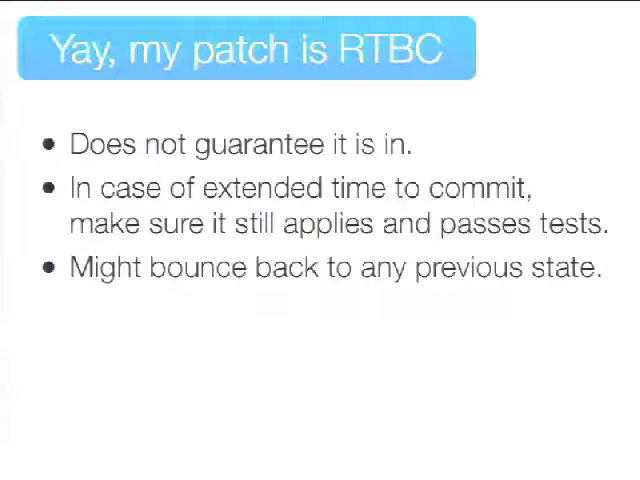 Yay, my patch is RTBC
• Does not guarantee it is in.
• In case of extended time to commit,
make sure it still applies and passes tests.
• Might bounce back to any previous state.